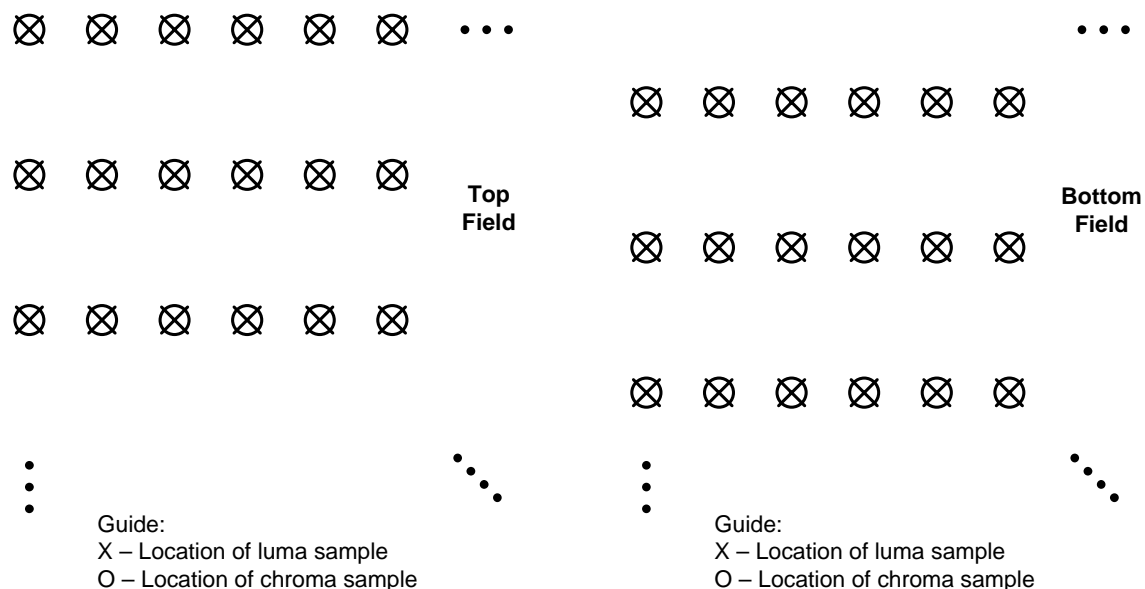 Top
Field
Bottom
Field
Guide:
X – Location of luma sample
O – Location of chroma sample
Guide:
X – Location of luma sample
O – Location of chroma sample